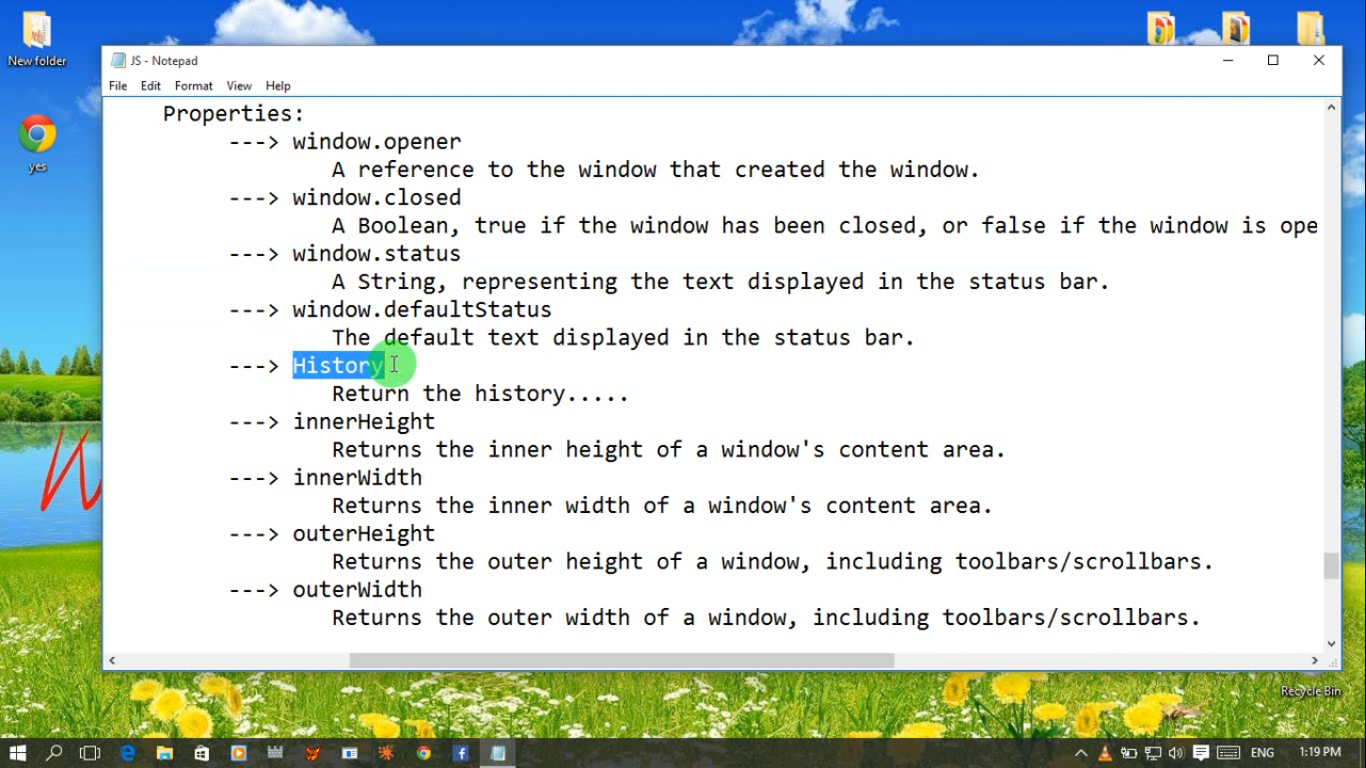 New folder
yes
JS - Notepad
File Edit Format View Help
Properties:
---> window.opener
A reference to the window that created the window.
---> window.closed
A Boolean, true if the window has been closed, or false if the window is ope
---> window.status
A String, representing the text displayed in the status bar.
---> window.defaultStatus
The default text displayed in the status bar.
---> History
Return the history.....
---> innerHeight
Returns the inner height of a window's content area.
---> innerWidth
Returns the inner width of a window's content area.
---> outerHeight
Returns the outer height of a window, including toolbars/scrollbars.
---> outerWidth
Returns the outer width of a window, including toolbars/scrollbars.
Recycle Bin
ENG 1:19 PM